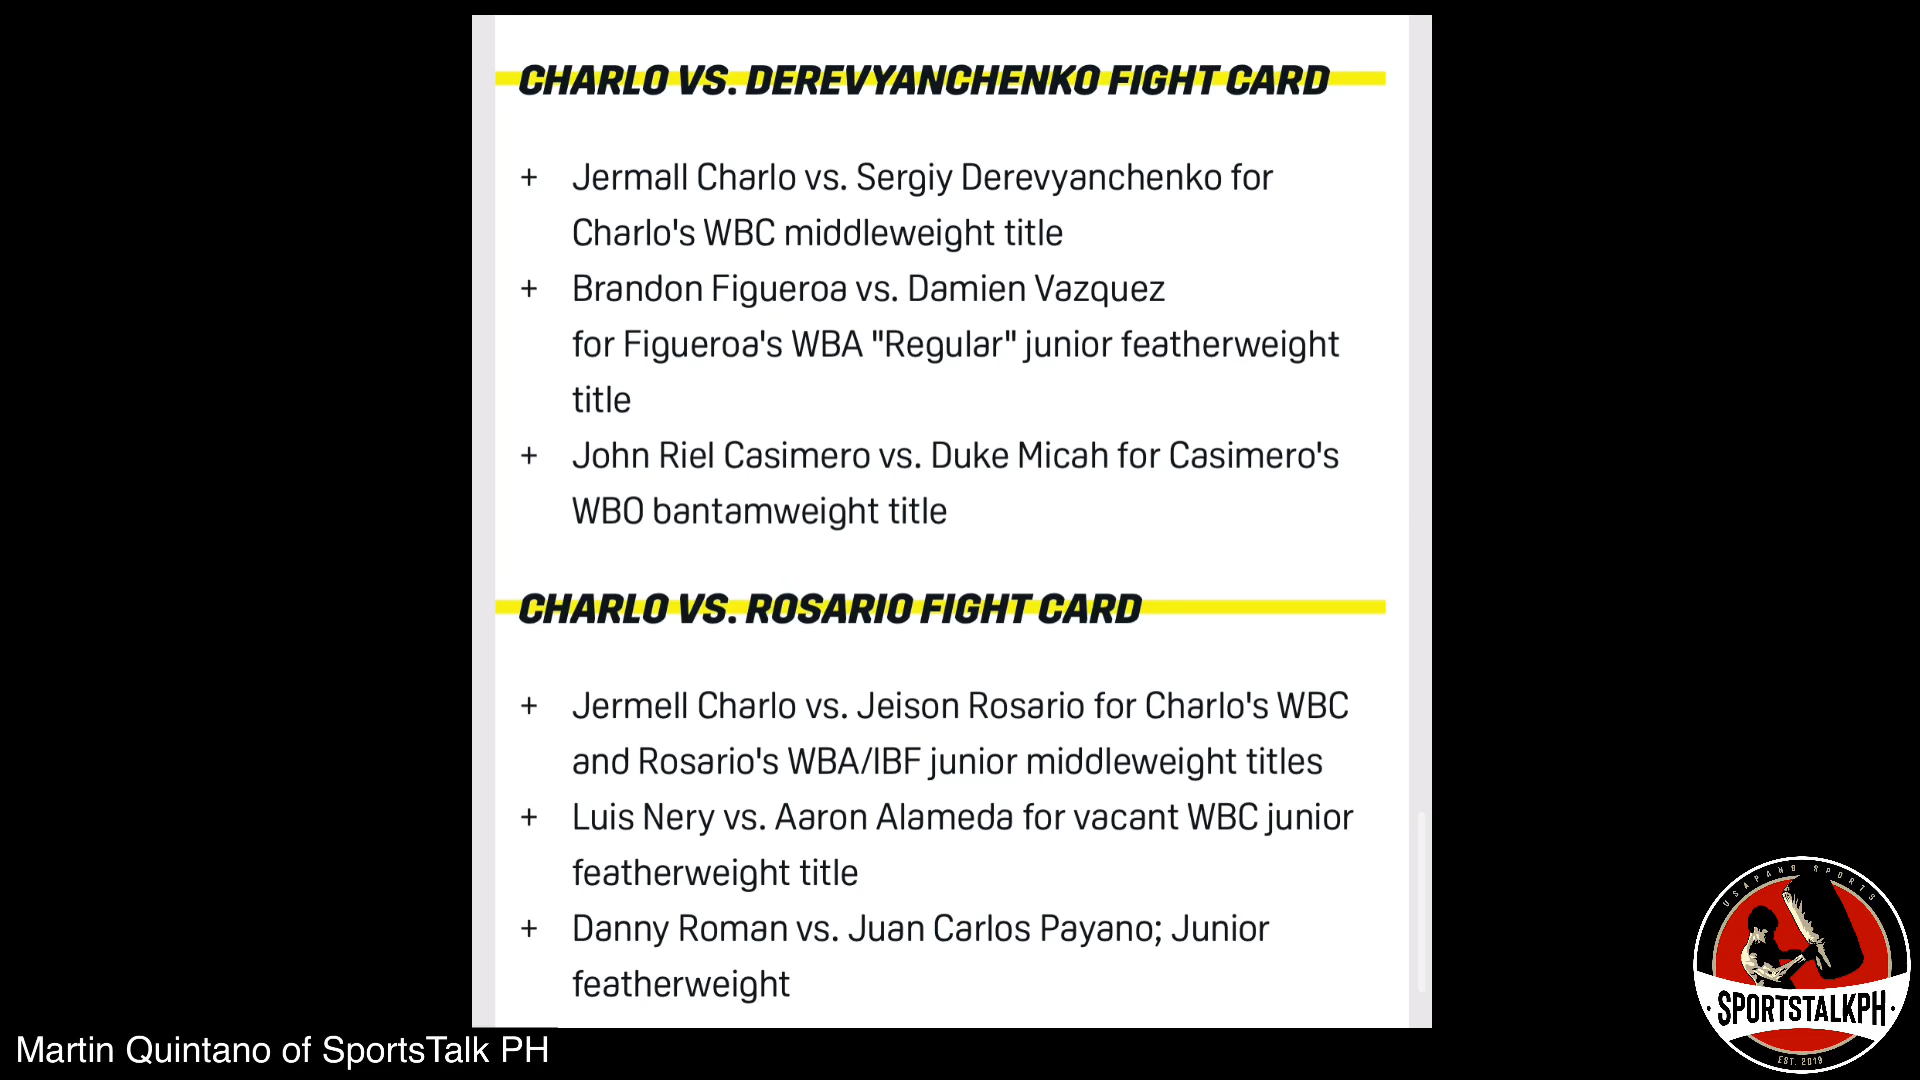 CHARLO VS. DEREVYANCHENKO FIGHT CARD
+ Jermall Charlo vs. Sergiy Derevyanchenko for
Charlo's WBC middleweight title
+ Brandon Figueroa vs. Damien Vazquez
for Figueroa's WBA "Regular" junior featherweight
title
+ John Riel Casimero vs. Duke Micah for Casimero's
WBO bantamweight title
CHARLO VS. ROSARIO FIGHT CARD
+ Jermell Charlo vs. Jeison Rosario for Charlo's WBC
and Rosario's WBA/IBF junior middleweight titles
+ Luis Nery vs. Aaron Alameda for vacant WBC junior
featherweight title
+ Danny Roman vs. Juan Carlos Payano; Junior
featherweight
Martin Quintano of SportsTalk PH
USAPANG SPORTS
·SPORTSTALKPH·
EST. 2019